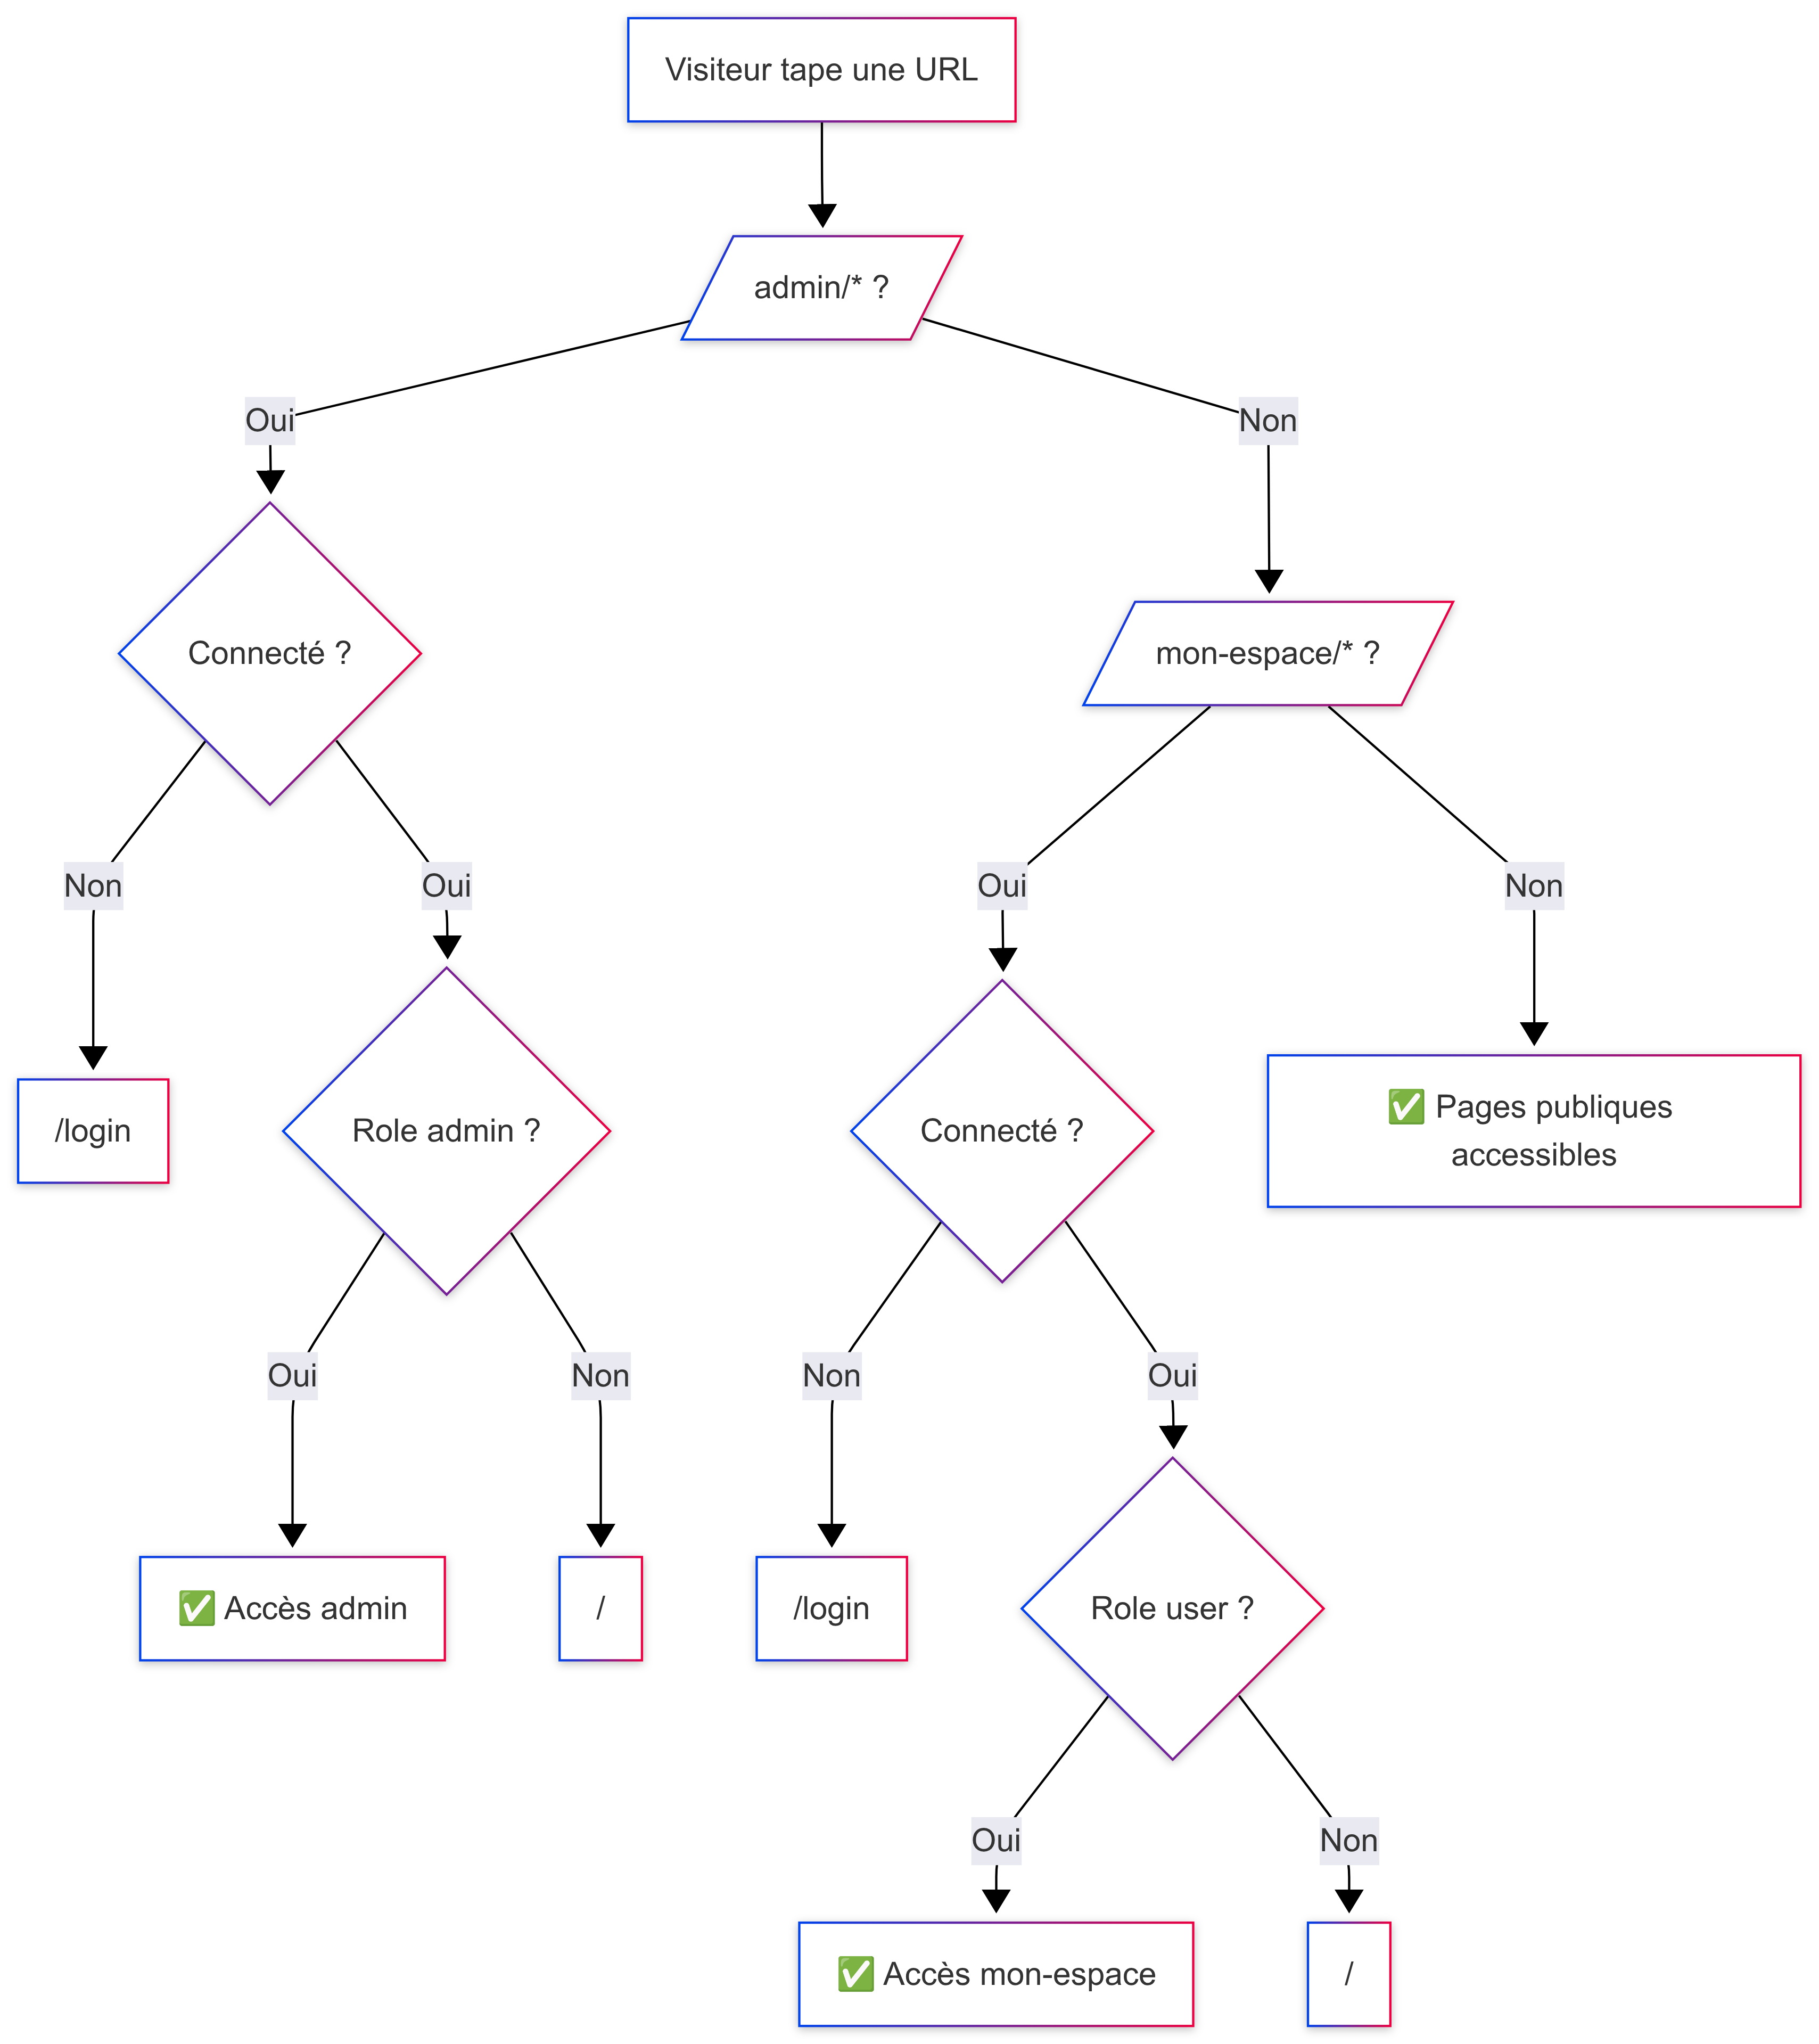 Visiteur tape une URL
admin/* ?
Oui
Non
Connecté ?
mon-espace/* ?
Non
Oui
Oui
Non
/login
Role admin ?
Connecté ?
✅ Pages publiques
accessibles
Oui
Non
Non
Oui
✅ Accès admin
/
/login
Role user ?
Oui
Non
✅ Accès mon-espace
/